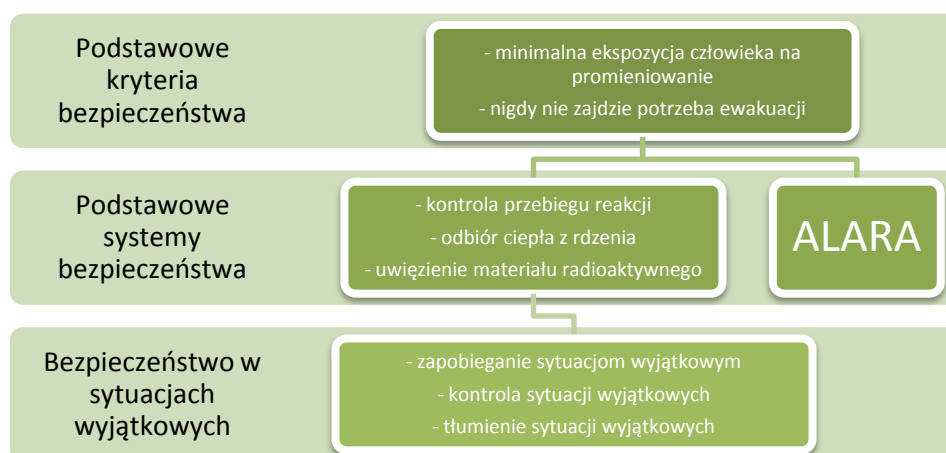 Podstawowe
kryteria
bezpieczeństwa
- minimalna ekspozycja człowieka na
promieniowanie
- nigdy nie zajdzie potrzeba ewakuacji
Podstawowe
systemy
bezpieczeństwa
- kontrola przebiegu reakcji
- odbiór ciepła z rdzenia
- uwięzienie materiału radioaktywnego
ALARA
Bezpieczeństwo w
sytuacjach
wyjątkowych
- zapobieganie sytuacjom wyjątkowym
- kontrola sytuacji wyjątkowych
- tłumienie sytuacji wyjątkowych